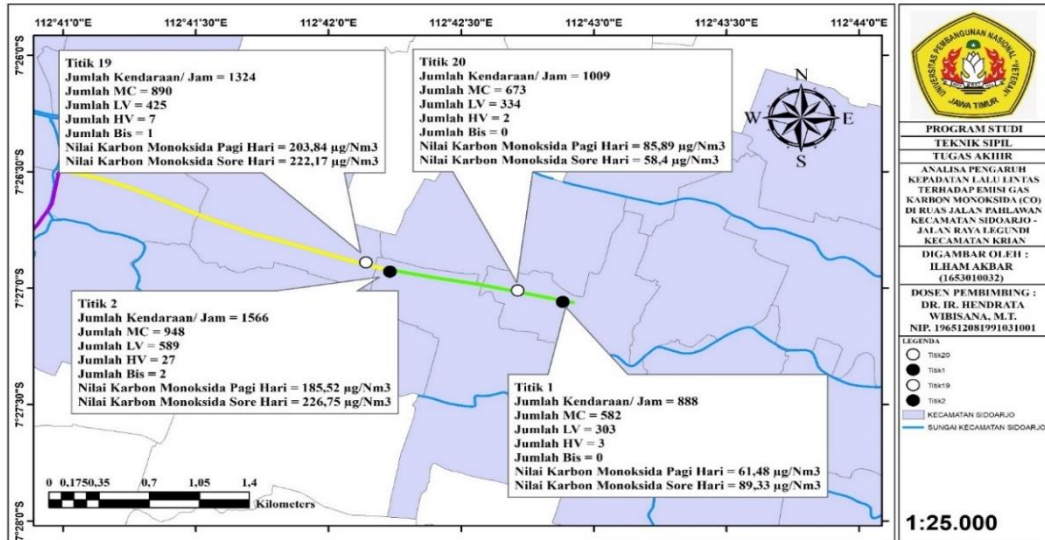 112°41'0"E
112°41'30"E
112°42'0"E
112°42'30"E
112°43'0"E
112°43'30"E
112°44'0"E
7°26'0"S
7°26'30"S
7°27'0"S
7°27'30"S
7°28'0"S
Titik 19
Jumlah Kendaraan/ Jam = 1324
Jumlah MC = 890
Jumlah LV = 425
Jumlah HV = 7
Jumlah Bis = 1
Nilai Karbon Monoksida Pagi Hari = 203,84 µg/Nm3
Nilai Karbon Monoksida Sore Hari = 222,17 µg/Nm3
Titik 20
Jumlah Kendaraan/ Jam = 1009
Jumlah MC = 673
Jumlah LV = 334
Jumlah HV = 2
Jumlah Bis = 0
Nilai Karbon Monoksida Pagi Hari = 85,89 µg/Nm3
Nilai Karbon Monoksida Sore Hari = 58,4 µg/Nm3
N
W E
S
Titik 2
Jumlah Kendaraan/ Jam = 1566
Jumlah MC = 948
Jumlah LV = 589
Jumlah HV = 27
Jumlah Bis = 2
Nilai Karbon Monoksida Pagi Hari = 185,52 µg/Nm3
Nilai Karbon Monoksida Sore Hari = 226,75 µg/Nm3
Titik 1
Jumlah Kendaraan/ Jam = 888
Jumlah MC = 582
Jumlah LV = 303
Jumlah HV = 3
Jumlah Bis = 0
Nilai Karbon Monoksida Pagi Hari = 61,48 µg/Nm3
Nilai Karbon Monoksida Sore Hari = 89,33 µg/Nm3
0 0,175 0,35 0,7 1,05 1,4
Kilometers
UNIVERSITAS PEMBANGUNAN NASIONAL "VETERAN"
JAWA TIMUR
PROGRAM STUDI
TEKNIK SIPIL
TUGAS AKHIR
ANALISA PENGARUH
KEPADATAN LALU LINTAS
TERHADAP EMISI GAS
KARBON MONOKSIDA (CO)
DI RUAS JALAN PAHLAWAN
KECAMATAN SIDOARJO -
JALAN RAYA LEGUNDI
KECAMATAN KRIAN
DIGAMBAR OLEH :
ILHAM AKBAR
(1653010032)
DOSEN PEMBIMBING :
DR. IR. HENDRATA
WIBISANA, M.T.
NIP. 196512081991031001
LEGENDA
Titik20
Titik1
Titik19
Titik2
KECAMATAN SIDOARJO
SUNGAI KECAMATAN SIDOARJO
1:25.000